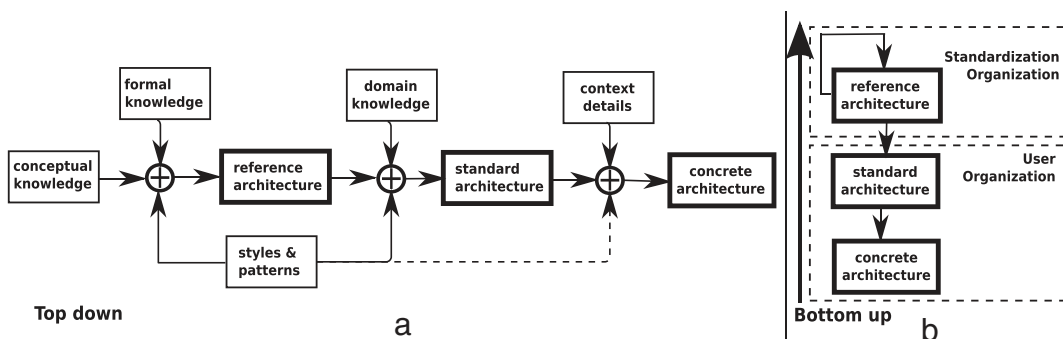 formal
knowledge
domain
knowledge
context
details
conceptual
knowledge
reference
architecture
standard
architecture
concrete
architecture
styles &
patterns
Top down
a
Standardization
Organization
reference
architecture
User
Organization
standard
architecture
concrete
architecture
Bottom up
b